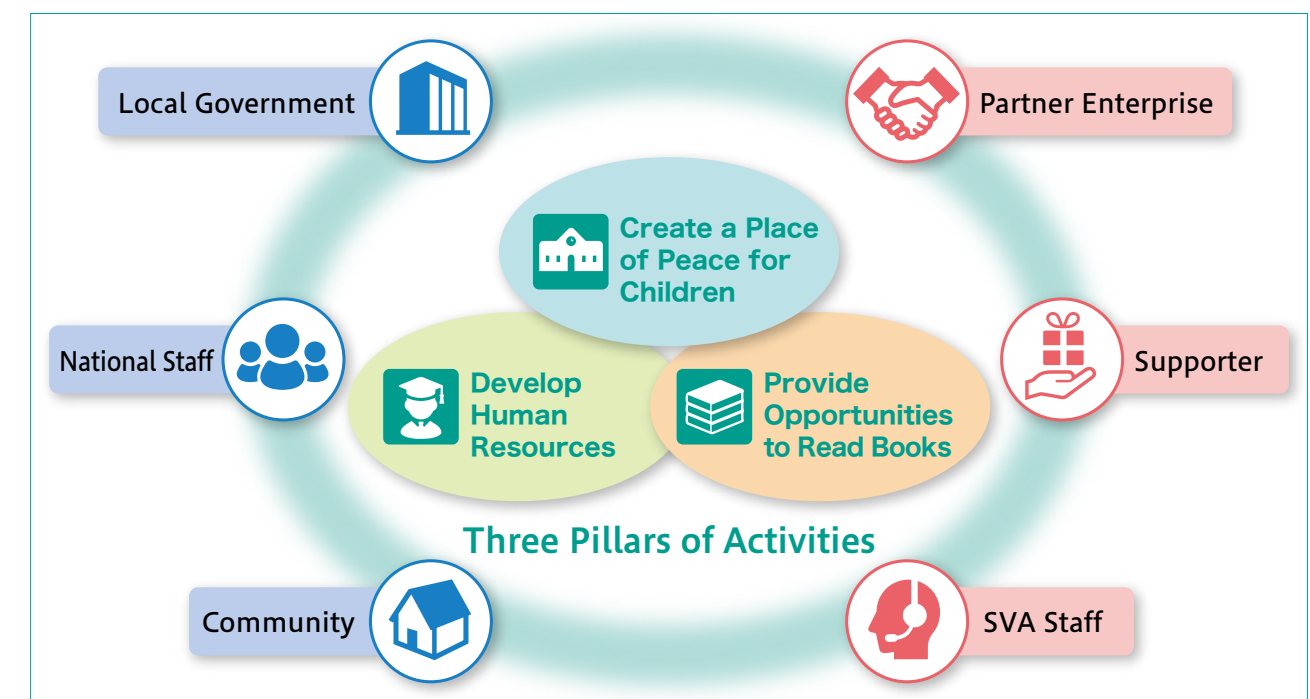 Local Government
Partner Enterprise
Create a Place
of Peace for
Children
National Staff
Supporter
Develop
Human
Resources
Provide
Opportunities
to Read Books
Three Pillars of Activities
Community
SVA Staff